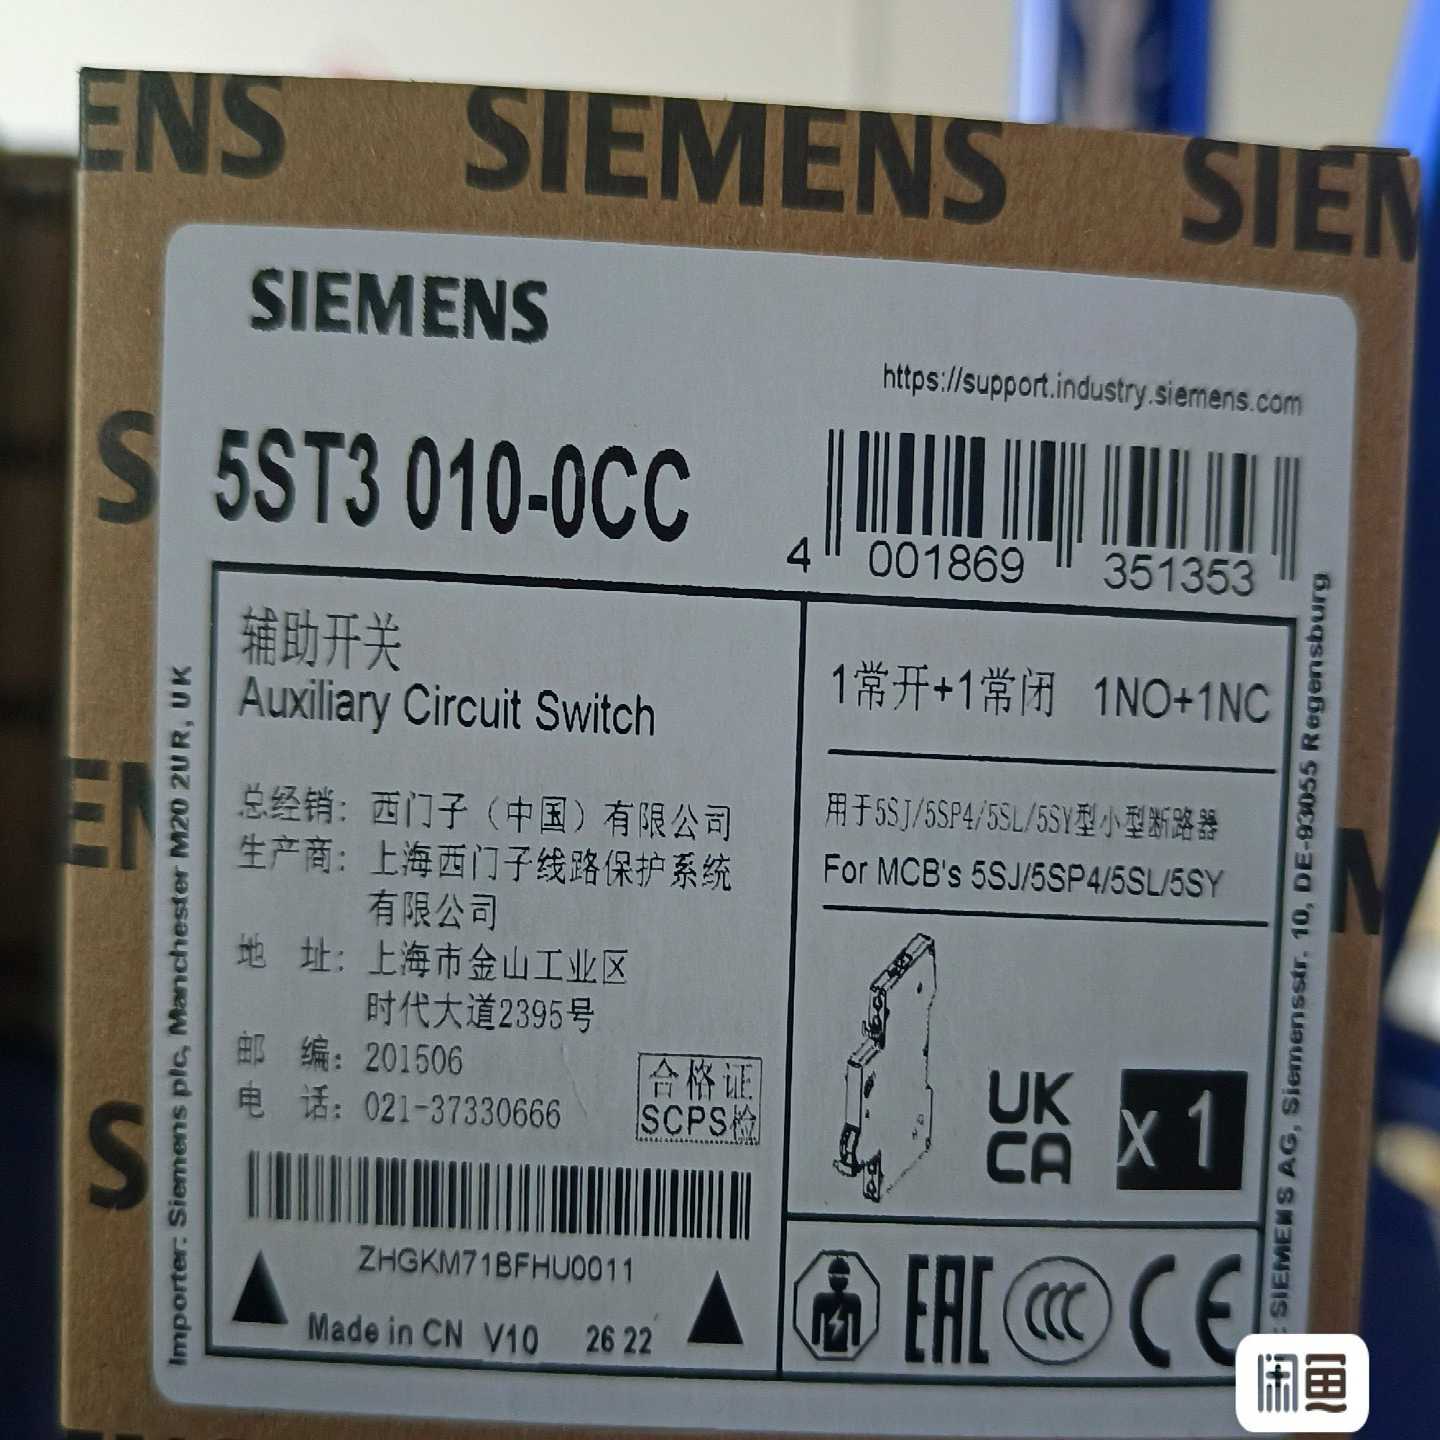 ENS SIEMENS SIEM
SIEMENS
https://support.industry.siemens.com
5ST3 010-0CC
4 001869 351353
辅助开关
Auxiliary Circuit Switch
1常开+1常闭 1NO+1NC
用于5SJ/5SP4/5SL/5SY型小型断路器
For MCB's 5SJ/5SP4/5SL/5SY
总经销: 西门子（中国）有限公司
生产商: 上海西门子线路保护系统
有限公司
地 址: 上海市金山工业区
时代大道2395号
邮 编: 201506
电 话: 021-37330666
合格证
SCPS检
UK
CA
x 1
ZHGKM71BFHU0011
Made in CN V10 26 22
EAC CCC CE
Importer: Siemens plc, Manchester M20 2UR, UK
SIEMENS AG, Siemensstr. 10, DE-93055 Regensburg
S
EN
S
闲鱼